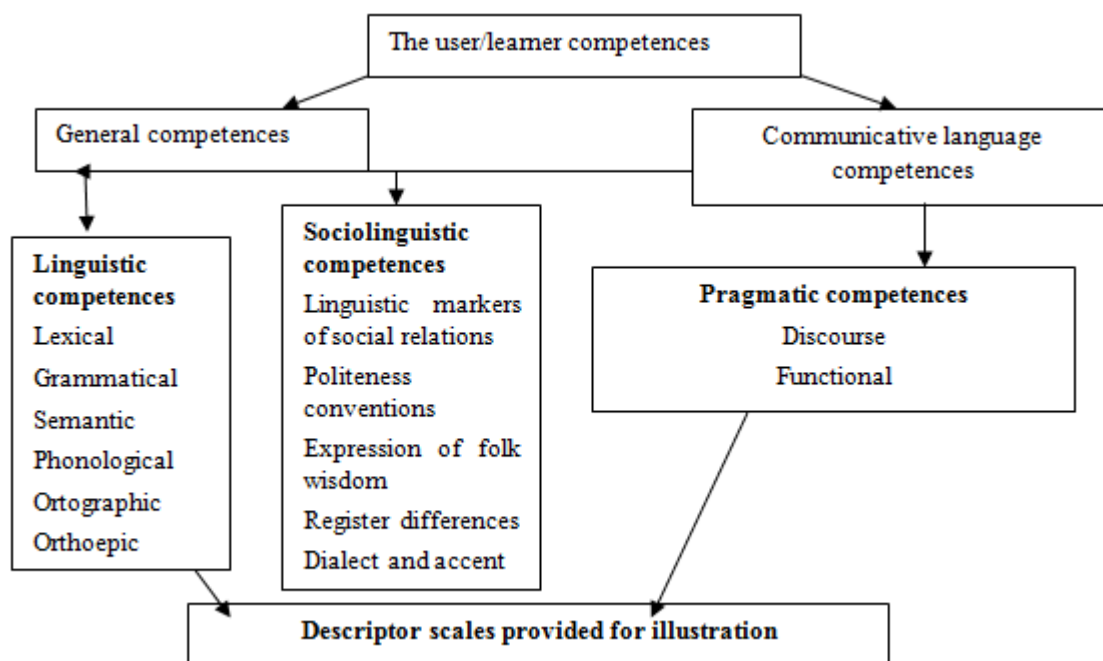 The user/learner competences
General competences
Communicative language
competences
Linguistic
competences
Lexical
Grammatical
Semantic
Phonological
Ortographic
Orthoepic
Sociolinguistic
competences
Linguistic markers
of social relations
Politeness
conventions
Expression of folk
wisdom
Register differences
Dialect and accent
Pragmatic competences
Discourse
Functional
Descriptor scales provided for illustration